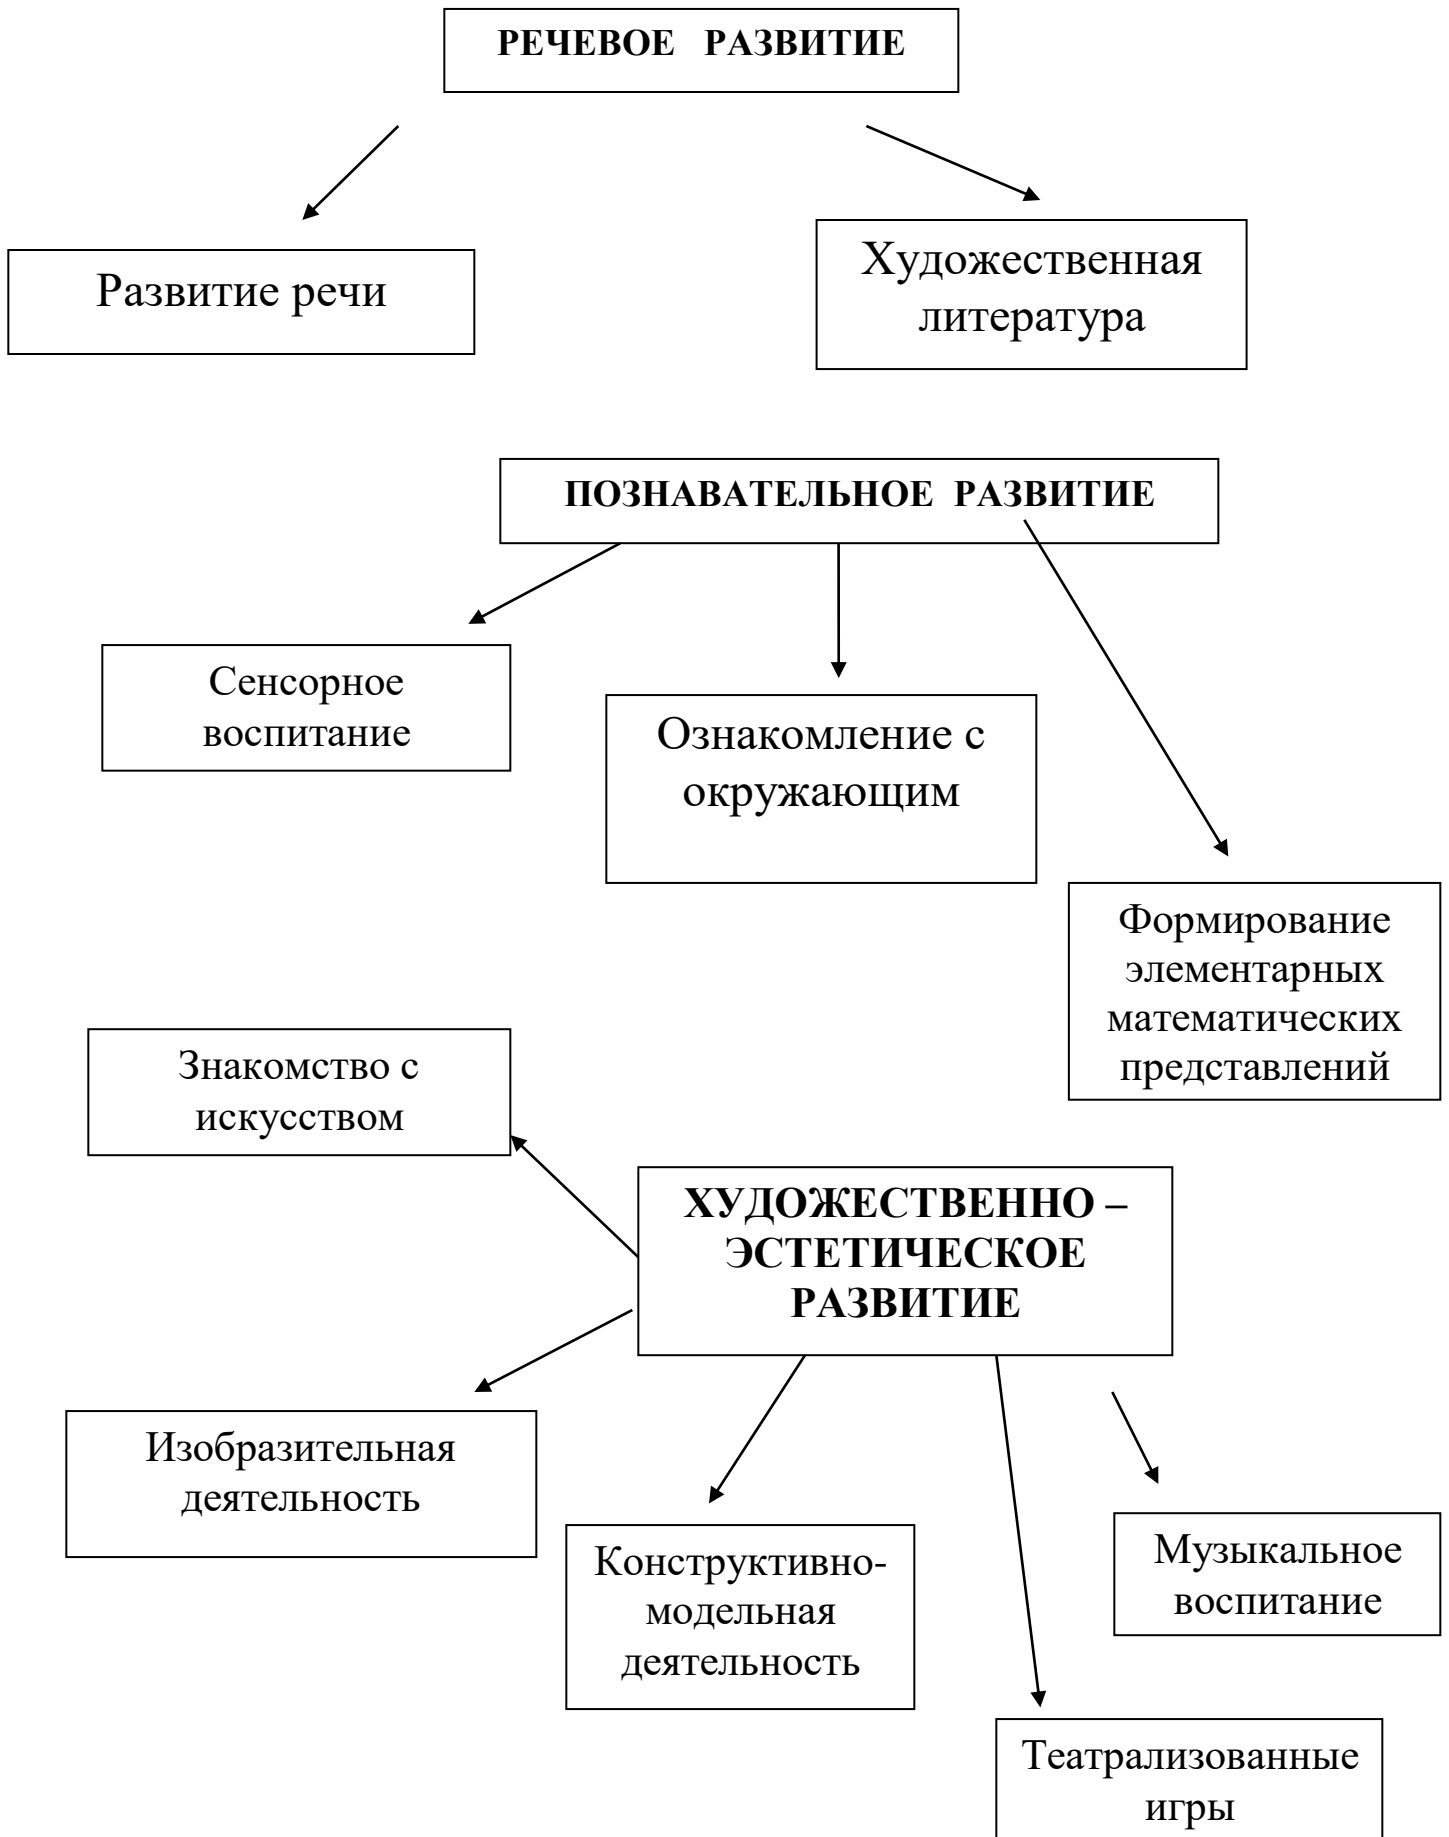 РЕЧЕВОЕ РАЗВИТИЕ
Развитие речи
Художественная
литература
ПОЗНАВАТЕЛЬНОЕ РАЗВИТИЕ
Сенсорное
воспитание
Ознакомление с
окружающим
Формирование
элементарных
математических
представлений
Знакомство с
искусством
ХУДОЖЕСТВЕННО –
ЭСТЕТИЧЕСКОЕ
РАЗВИТИЕ
Изобразительная
деятельность
Конструктивно-
модельная
деятельность
Музыкальное
воспитание
Театрализованные
игры